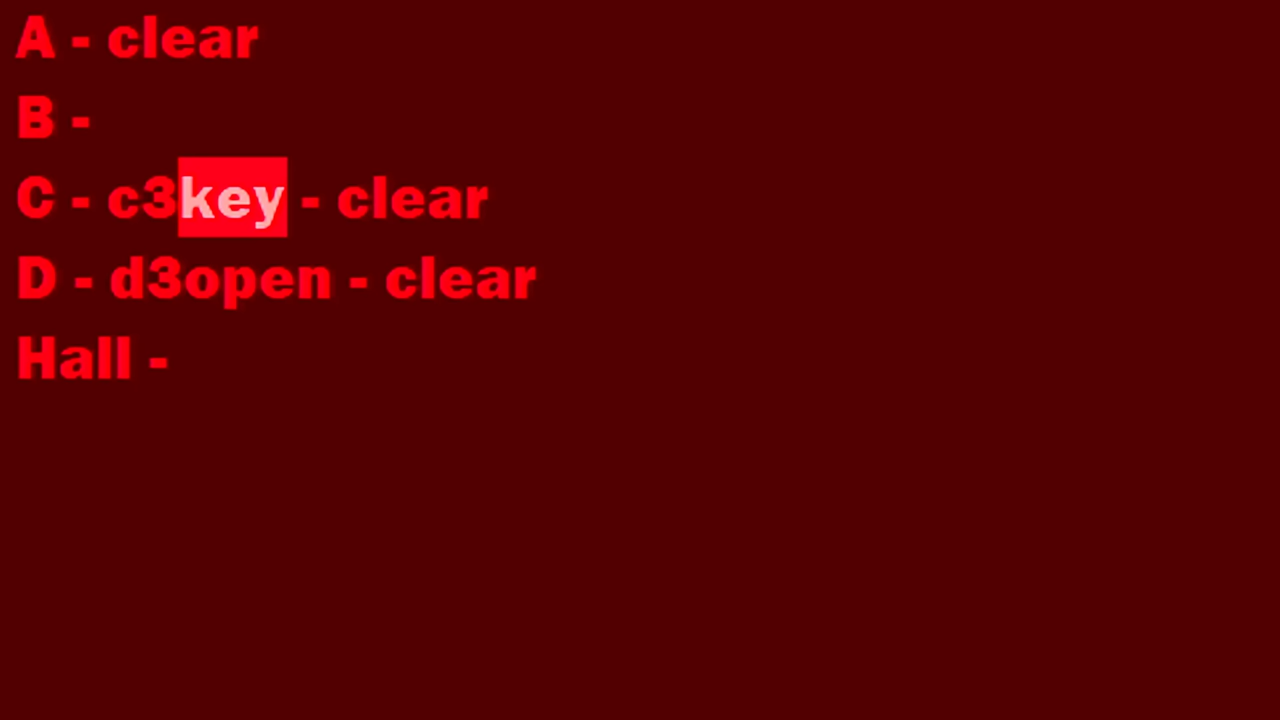 A - clear
B -
C - c3key - clear
D - d3open - clear
Hall -